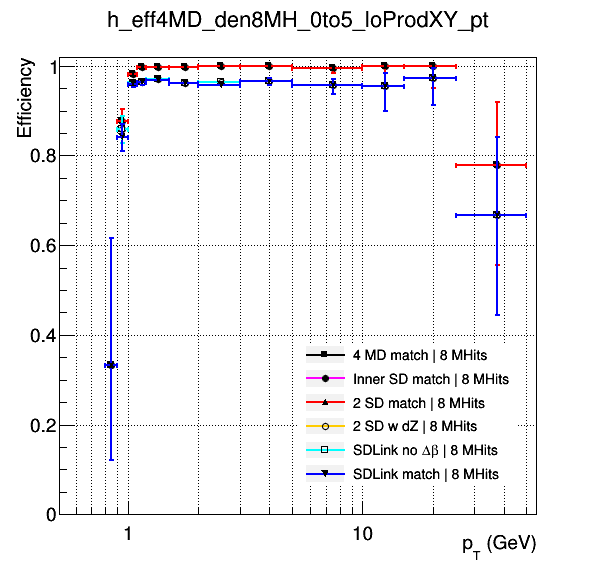 h_eff4MD_den8MH_0to5_loProdXY_pt
Efficiency
1
0.8
0.6
0.4
0.2
0
4 MD match | 8 MHits
Inner SD match | 8 MHits
2 SD match | 8 MHits
2 SD w dZ | 8 MHits
SDLink no Δβ | 8 MHits
SDLink match | 8 MHits
1
10
p_T (GeV)